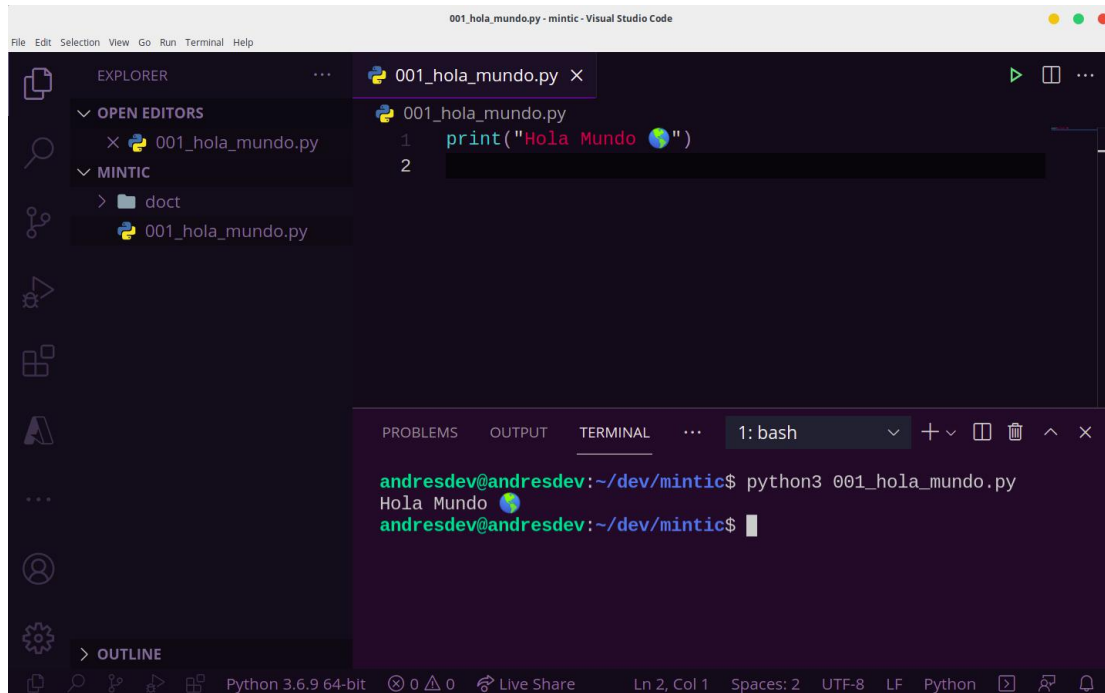 001_hola_mundo.py - mintic - Visual Studio Code
File Edit Selection View Go Run Terminal Help
EXPLORER ...
OPEN EDITORS
001_hola_mundo.py
MINTIC
doct
001_hola_mundo.py
OUTLINE
001_hola_mundo.py
001_hola_mundo.py
1 print("Hola Mundo 🌎")
2
PROBLEMS OUTPUT TERMINAL ... 1: bash
andresdev@andresdev:~/dev/mintic$ python3 001_hola_mundo.py
Hola Mundo 🌎
andresdev@andresdev:~/dev/mintic$
Python 3.6.9 64-bit 0 0 Live Share Ln 2, Col 1 Spaces: 2 UTF-8 LF Python